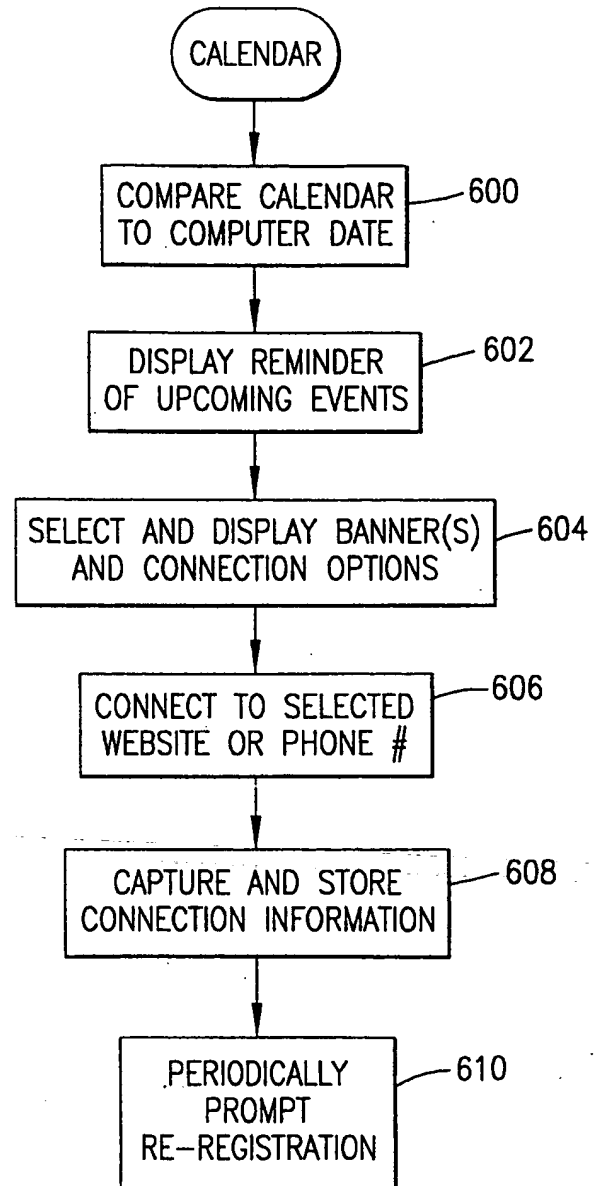 CALENDAR
COMPARE CALENDAR
TO COMPUTER DATE
600
DISPLAY REMINDER
OF UPCOMING EVENTS
602
SELECT AND DISPLAY BANNER(S)
AND CONNECTION OPTIONS
604
CONNECT TO SELECTED
WEBSITE OR PHONE #
606
CAPTURE AND STORE
CONNECTION INFORMATION
608
PERIODICALLY
PROMPT
RE-REGISTRATION
610